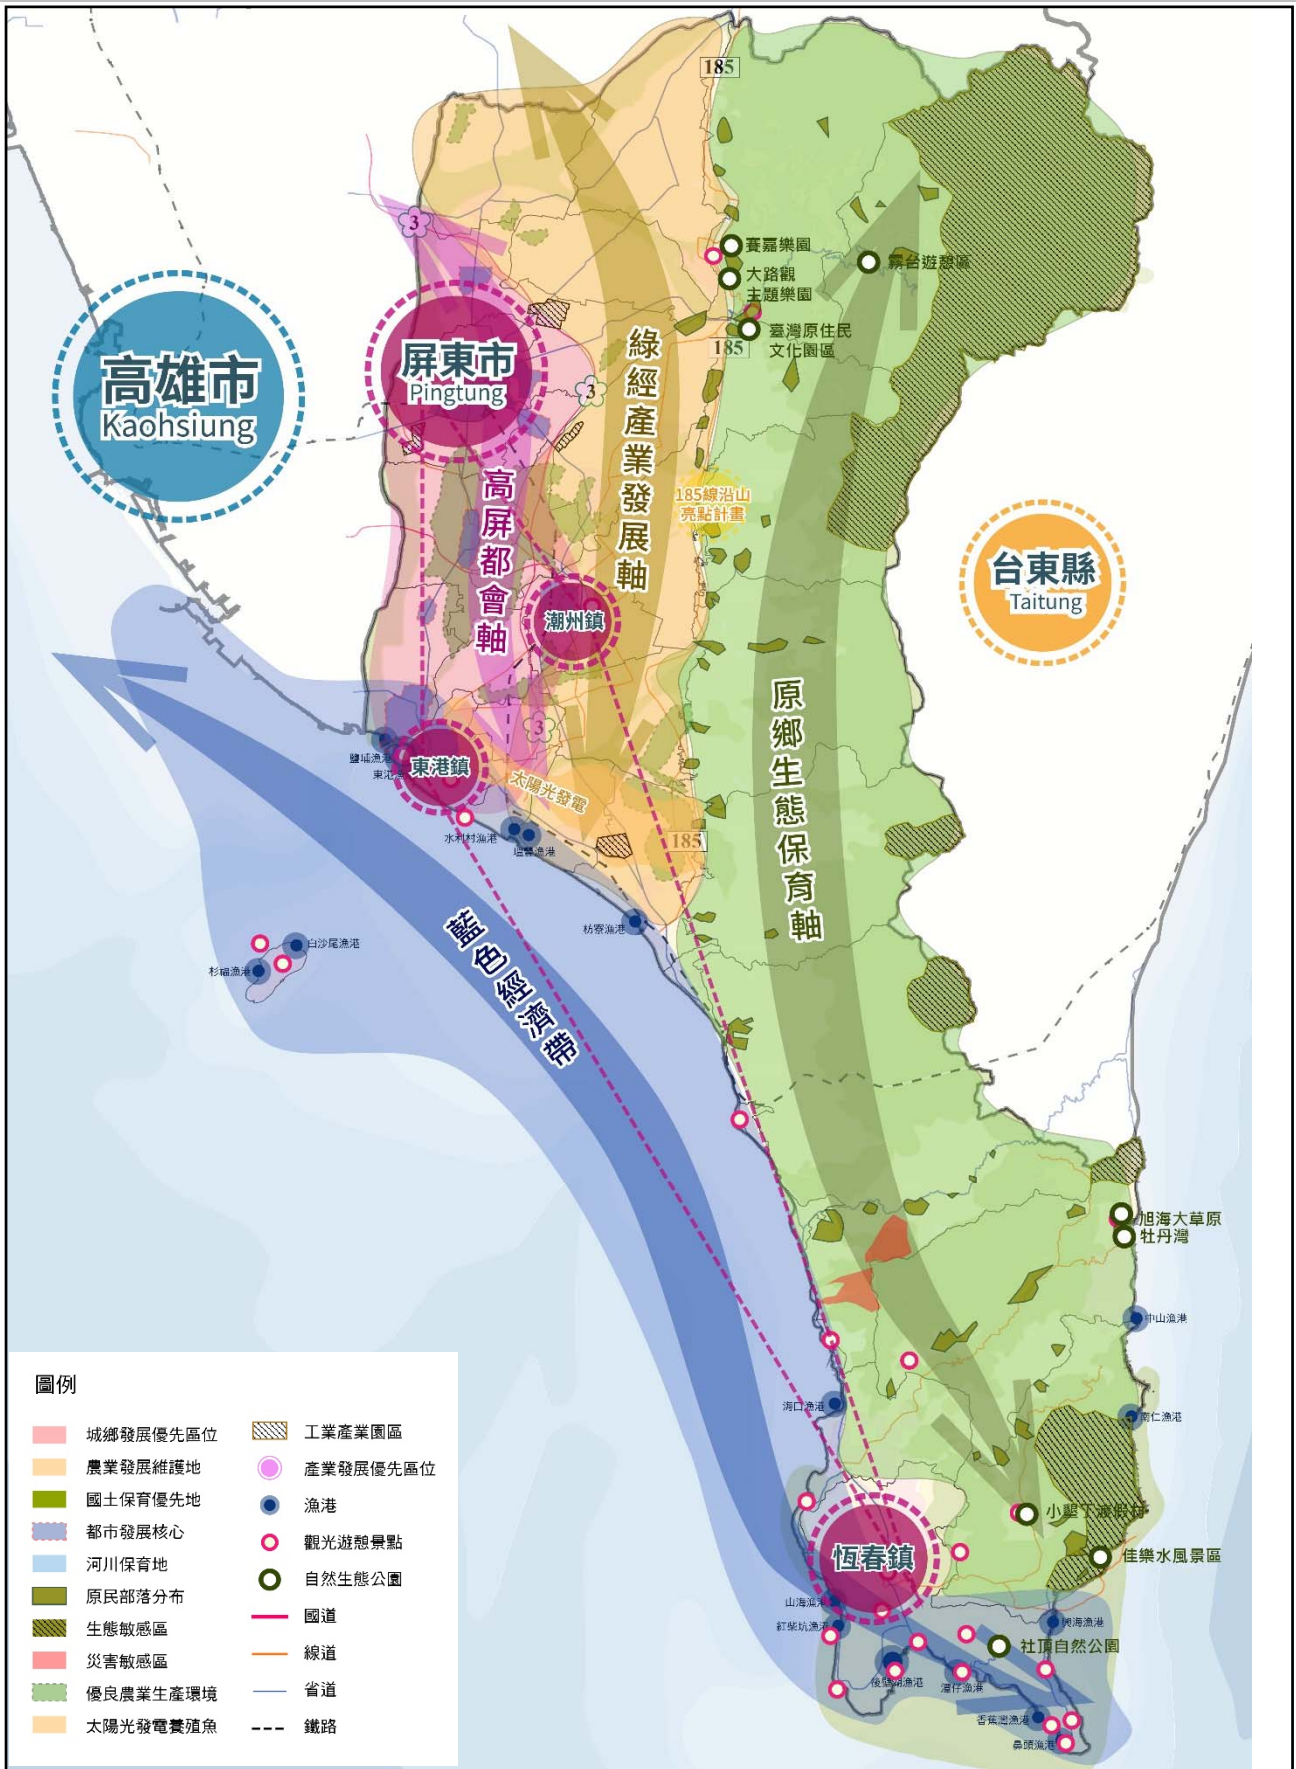 185
3
賽嘉樂園
霧台遊憩區
大路觀
主題樂園
臺灣原住民
文化園區
185
高雄市
Kaohsiung
屏東市
Pingtung
3
綠經產業發展軸
高屏都會軸
185線沿山
亮點計畫
台東縣
Taitung
潮州鎮
原鄉生態保育軸
3
鹽埔漁港
東港鎮
太陽光發電
水利村漁港
185
枋寮漁港
藍色經濟帶
白沙尾漁港
杉福漁港
旭海大草原
牡丹灣
中山漁港
海口漁港
南仁漁港
小墾丁渡假村
恆春鎮
佳樂水風景區
山海漁港
紅柴坑漁港
興海漁港
社頂自然公園
後壁湖漁港
潭仔漁港
香蕉灣漁港
鼻頭漁港
圖例
城鄉發展優先區位
農業發展維護地
國土保育優先地
都市發展核心
河川保育地
原民部落分布
生態敏感區
災害敏感區
優良農業生產環境
太陽光發電養殖魚
工業產業園區
產業發展優先區位
漁港
觀光遊憩景點
自然生態公園
國道
線道
省道
鐵路